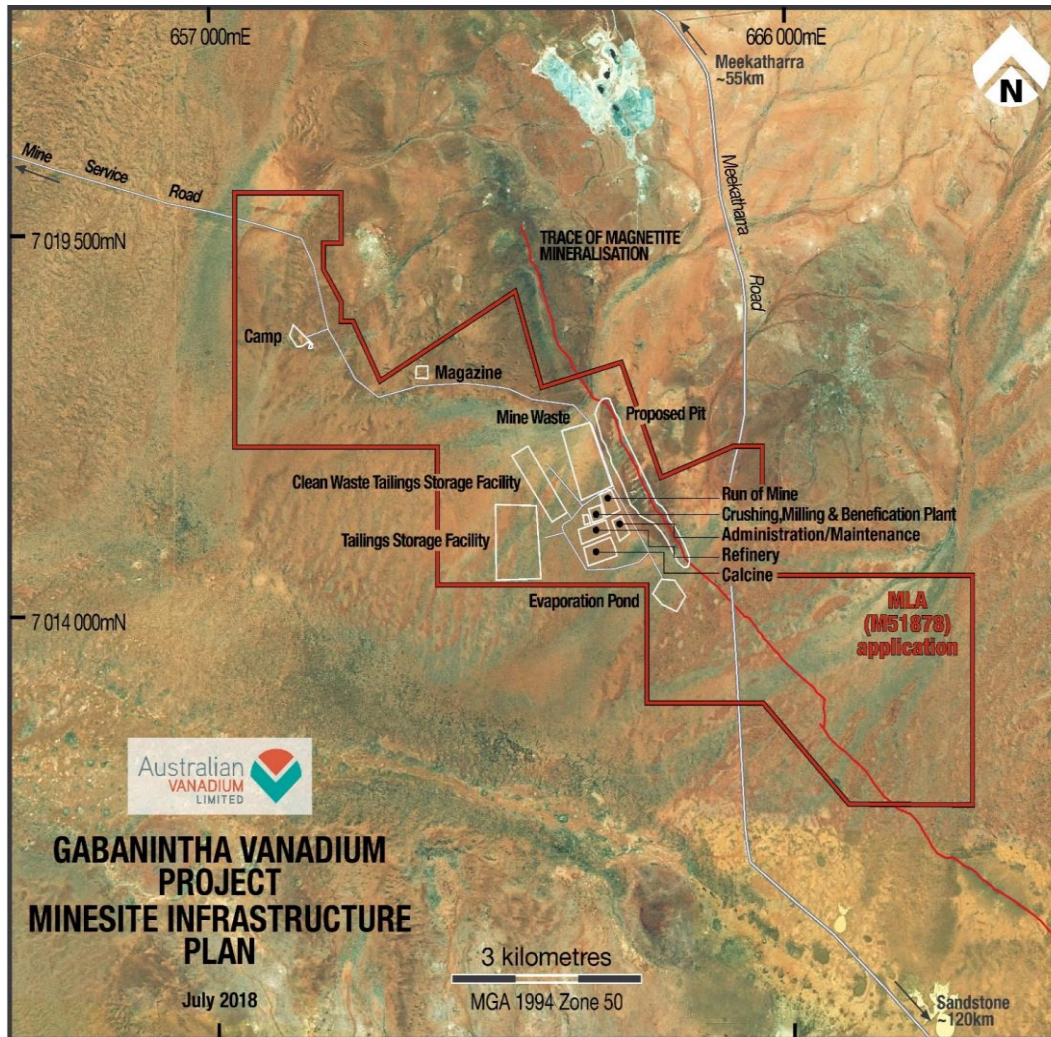 657 000mE
666 000mE
Meekatharra
~55km
N
Mine Service Road
Meekatharra Road
7 019 500mN
TRACE OF MAGNETITE
MINERALISATION
Camp
Magazine
Mine Waste
Proposed Pit
Clean Waste Tailings Storage Facility
Run of Mine
Crushing,Milling & Benefication Plant
Administration/Maintenance
Tailings Storage Facility
Refinery
Calcine
Evaporation Pond
MLA
(M51878)
application
7 014 000mN
Australian
VANADIUM
LIMITED
GABANINTHA VANADIUM
PROJECT
MINESITE INFRASTRUCTURE
PLAN
July 2018
3 kilometres
MGA 1994 Zone 50
Sandstone
~120km